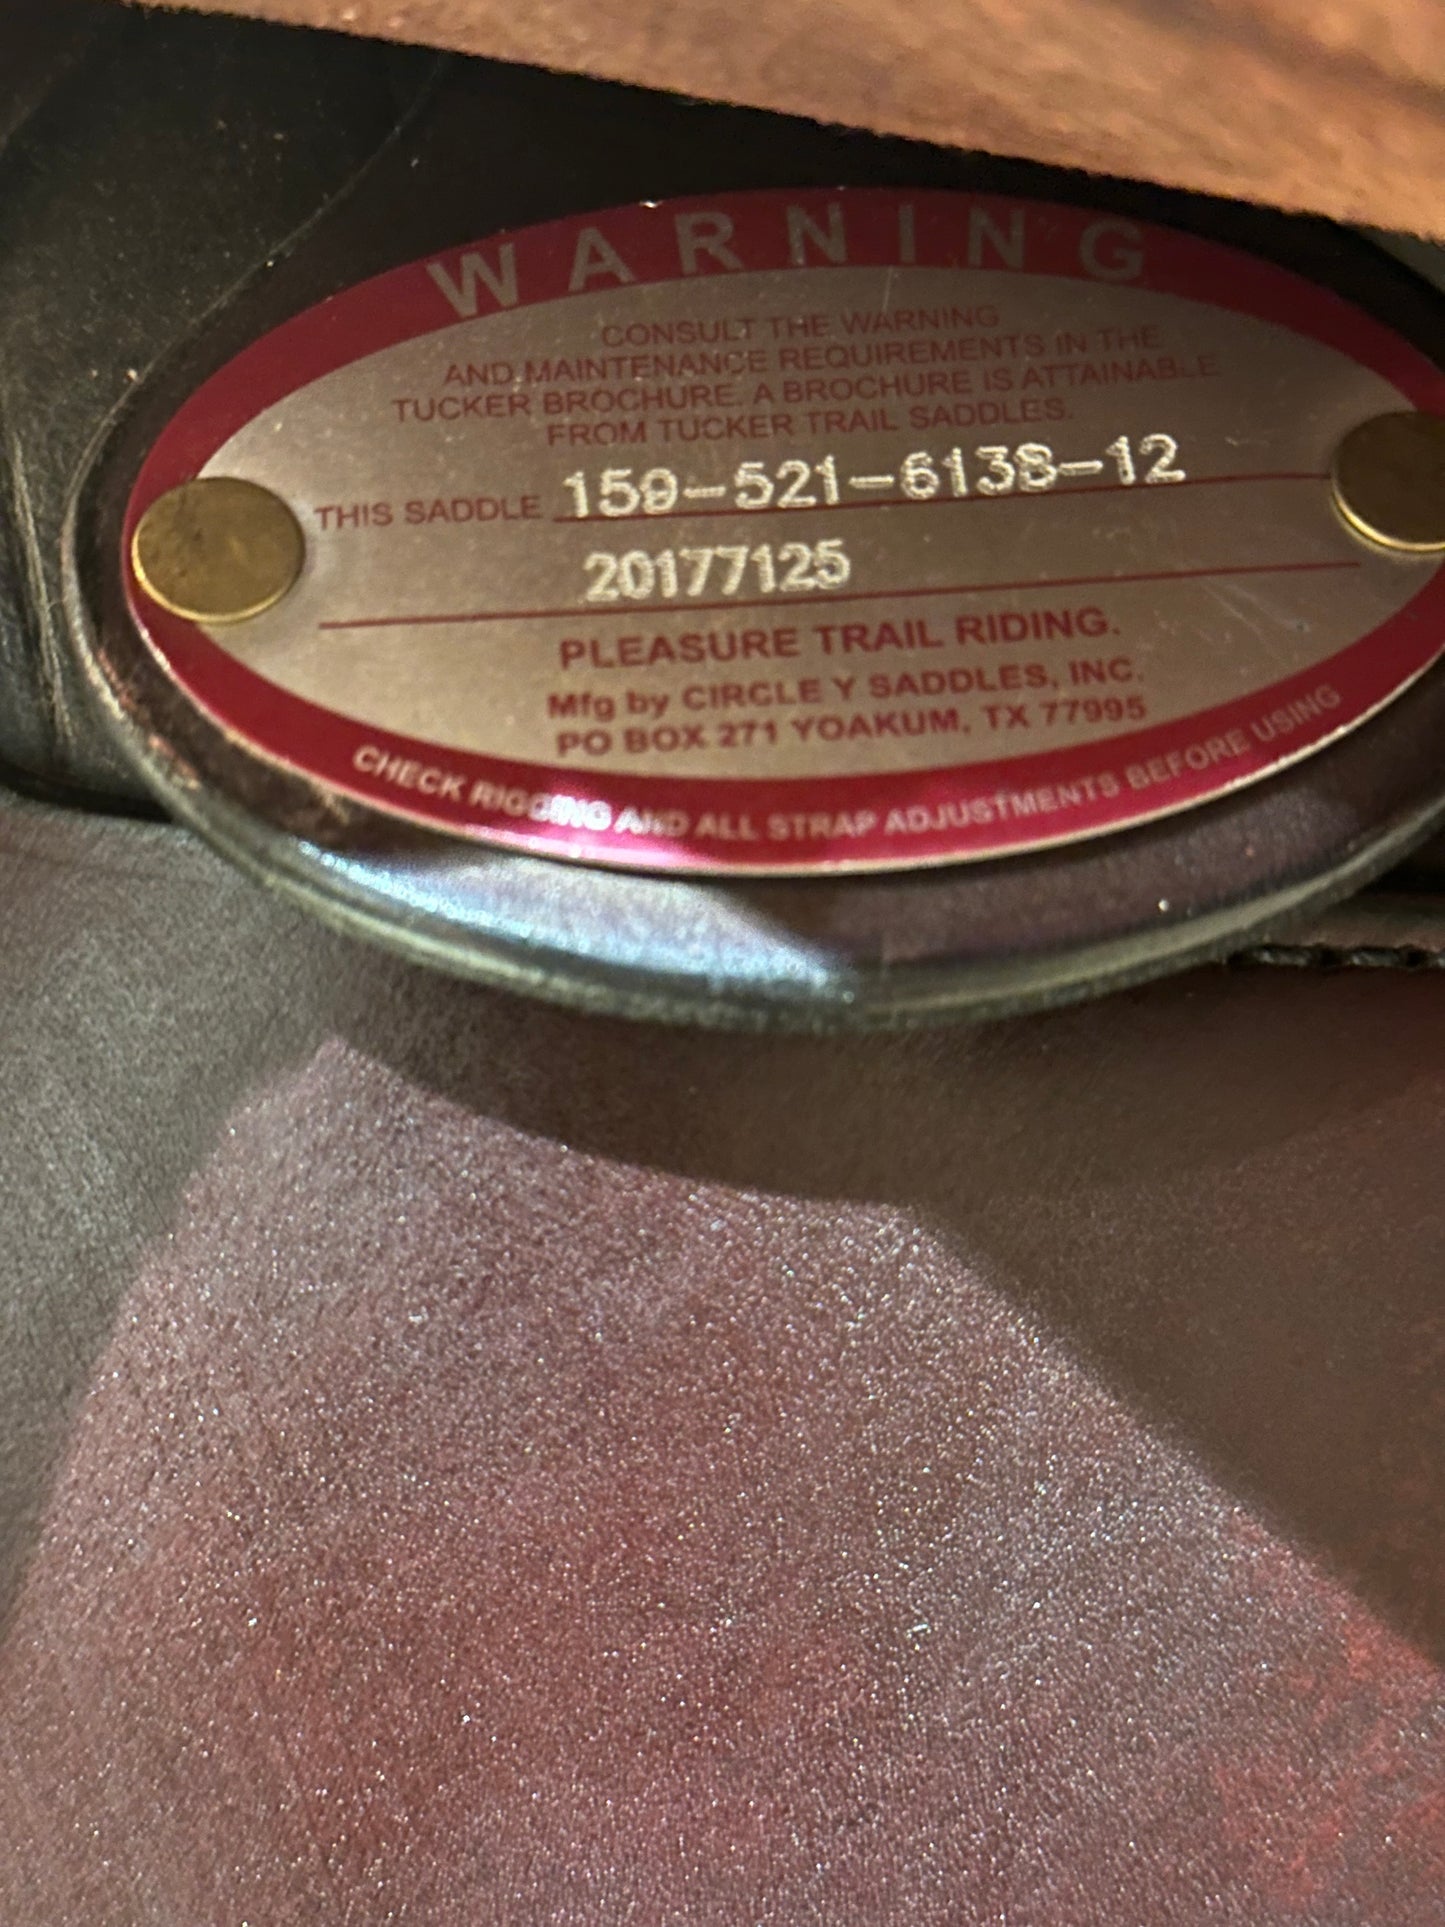 WARNING
CONSULT THE WARNING
AND MAINTENANCE REQUIREMENTS IN THE
TUCKER BROCHURE. A BROCHURE IS ATTAINABLE
FROM TUCKER TRAIL SADDLES.
THIS SADDLE 159-521-6138-12
20177125
PLEASURE TRAIL RIDING.
Mfg by CIRCLE Y SADDLES, INC.
PO BOX 271 YOAKUM, TX 77995
CHECK RIGGING AND ALL STRAP ADJUSTMENTS BEFORE USING